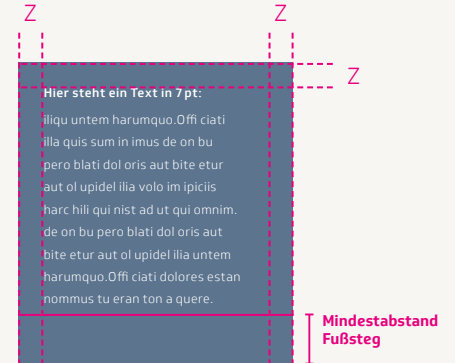 Z Z
Z
Hier steht ein Text in 7pt:
iliqu untem harumquo.Offi ciati
illa quis sum in imus de on bu
pero blati dol oris aut bite etur
aut ol upidel ilia volo im ipiciis
harc hili qui nist ad ut qui omnim.
de on bu pero blati dol oris aut
bite etur aut ol upidel ilia untem
harumquo.Offi ciati dolores estan
nommus tu eran ton a quere.
Mindestabstand
Fußsteg